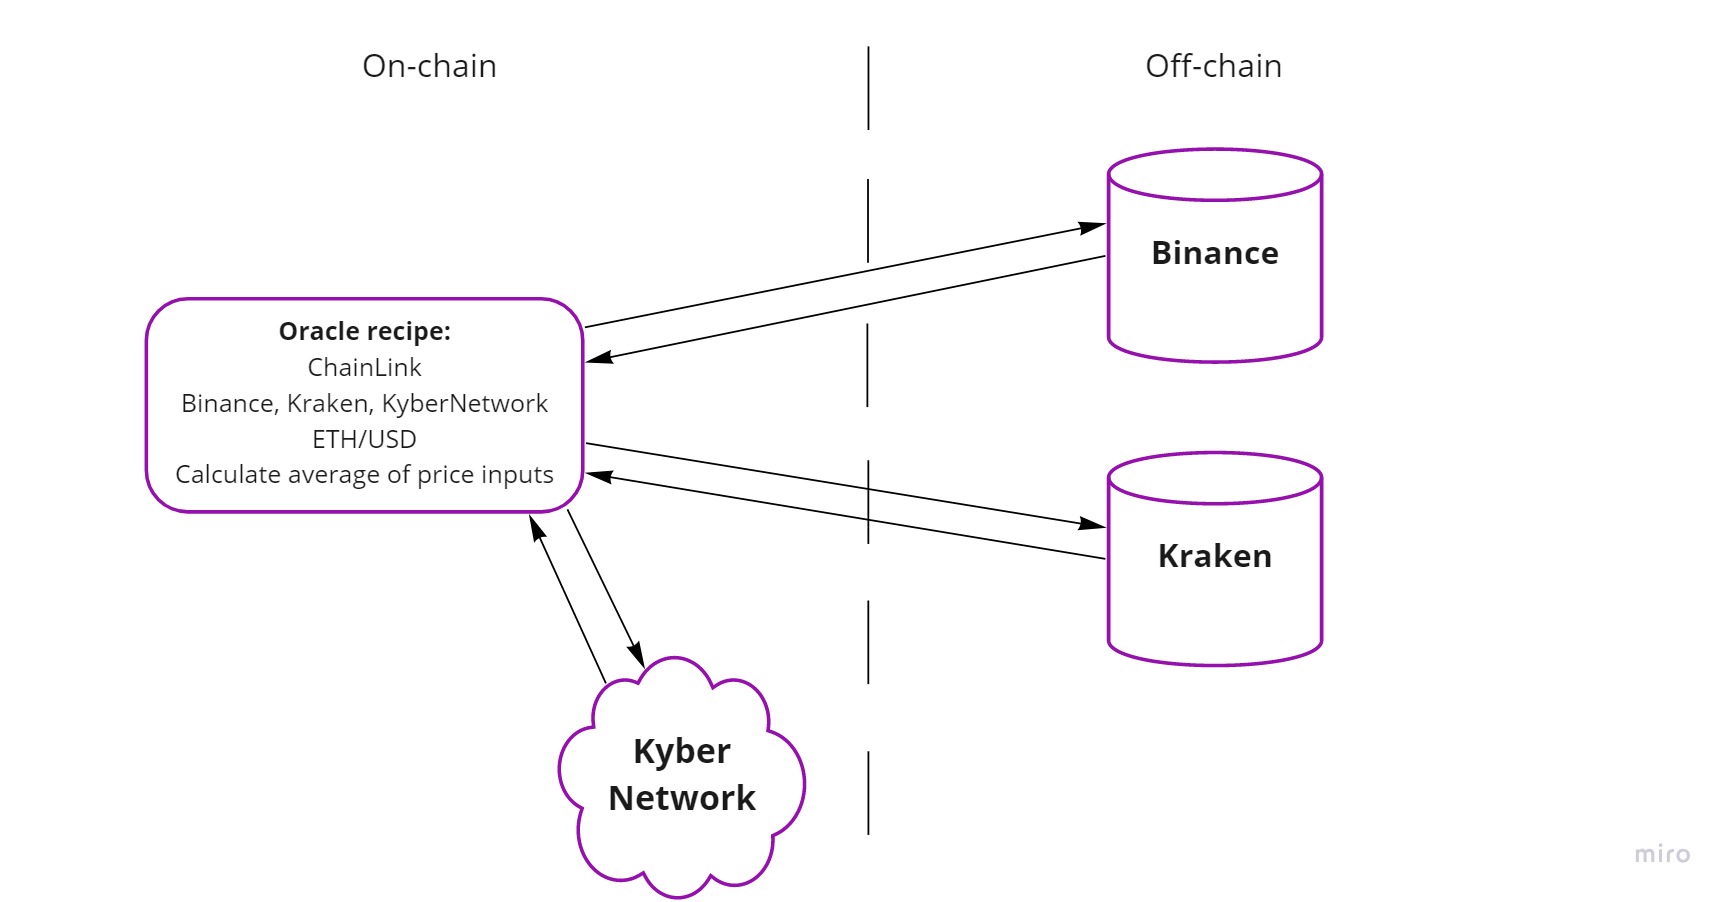 On-chain
Off-chain
Binance
Oracle recipe:
ChainLink
Binance, Kraken, KyberNetwork
ETH/USD
Calculate average of price inputs
Kraken
Kyber
Network
miro